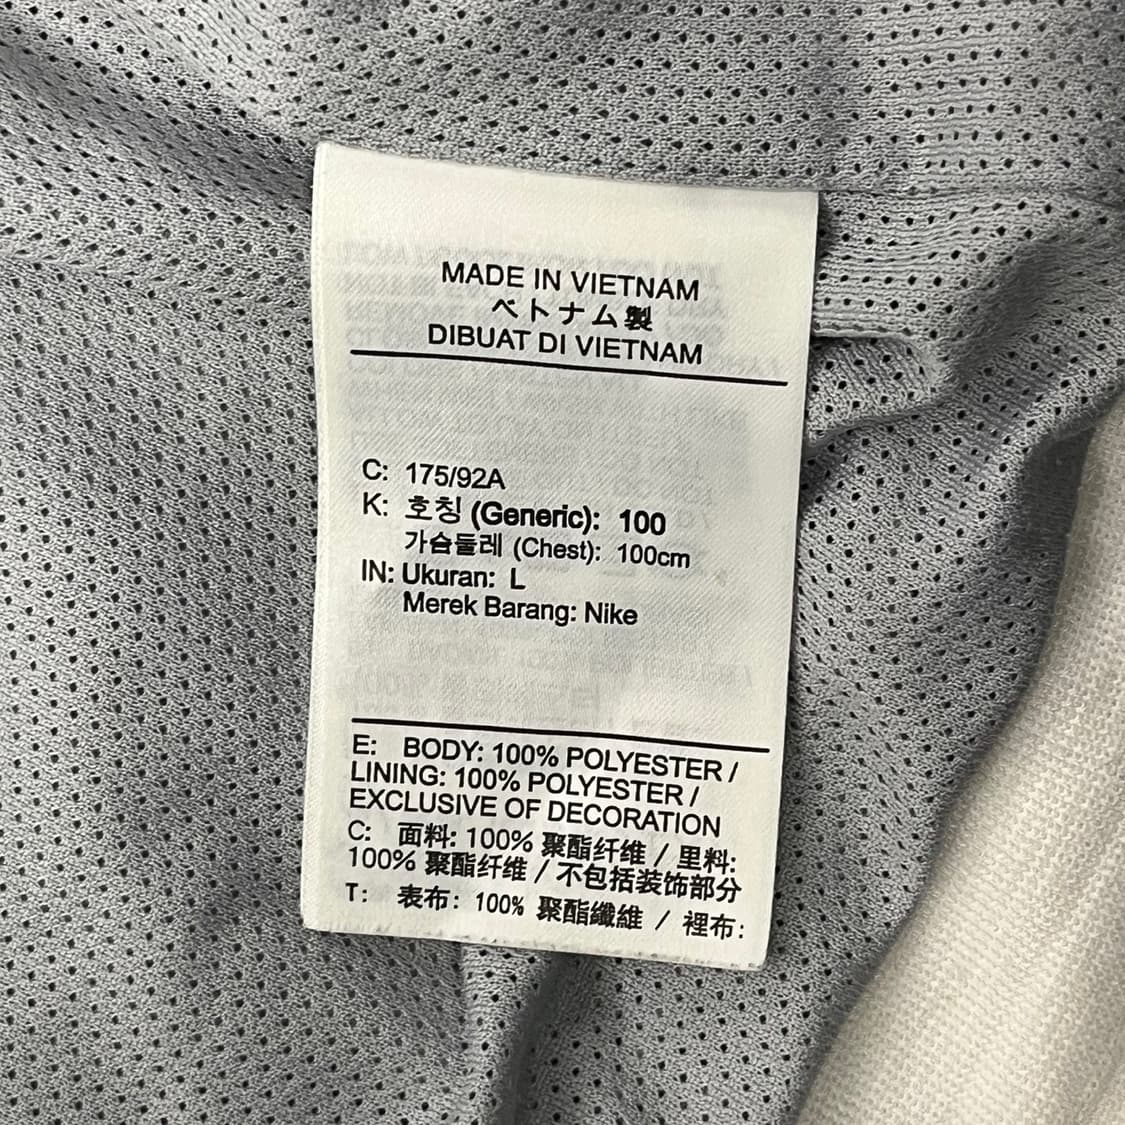 MADE IN VIETNAM
ベトナム製
DIBUAT DI VIETNAM
C: 175/92A
K: 호칭 (Generic): 100
가슴둘레 (Chest): 100cm
IN: Ukuran: L
Merek Barang: Nike
E: BODY: 100% POLYESTER /
LINING: 100% POLYESTER /
EXCLUSIVE OF DECORATION
C: 面料: 100% 聚酯纤维 / 里料:
100% 聚酯纤维 / 不包括装饰部分
T: 表布: 100% 聚酯纖維 / 裡布: